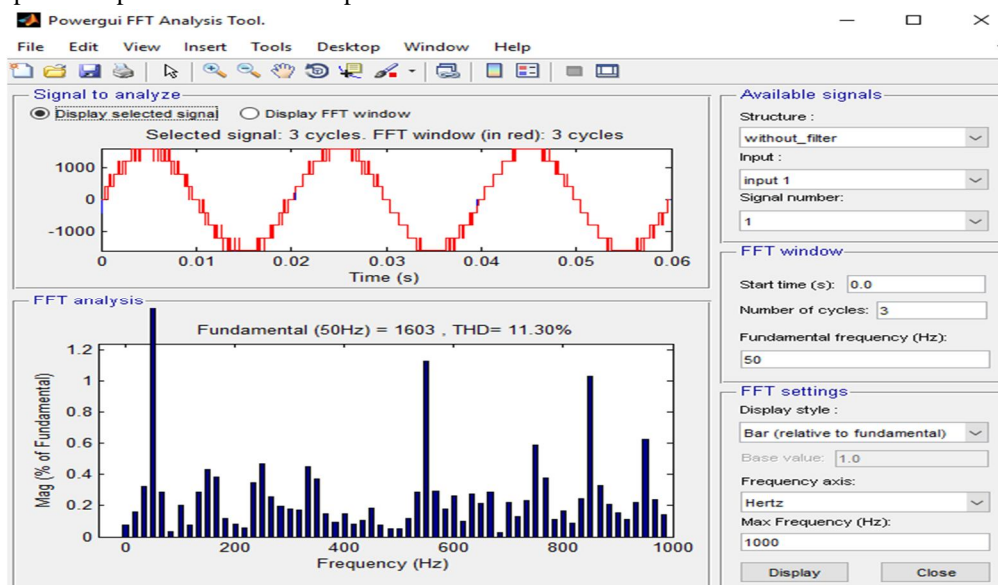 Powergui FFT Analysis Tool.
File Edit View Insert Tools Desktop Window Help
Signal to analyze
Display selected signal Display FFT window
Selected signal: 3 cycles. FFT window (in red): 3 cycles
1000
0
-1000
0 0.01 0.02 0.03 0.04 0.05 0.06
Time (s)
FFT analysis
Fundamental (50Hz) = 1603 , THD= 11.30%
Mag (% of Fundamental)
1.2
1
0.8
0.6
0.4
0.2
0
0 200 400 600 800 1000
Frequency (Hz)
Available signals
Structure :
without_filter
Input :
input 1
Signal number:
1
FFT window
Start time (s): 0.0
Number of cycles: 3
Fundamental frequency (Hz):
50
FFT settings
Display style :
Bar (relative to fundamental)
Base value: 1.0
Frequency axis:
Hertz
Max Frequency (Hz):
1000
Display Close